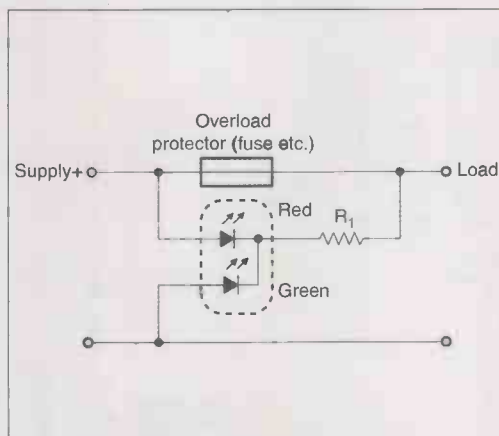 Overload
protector (fuse etc.)
Supply+
Load
Red
R₁
Green